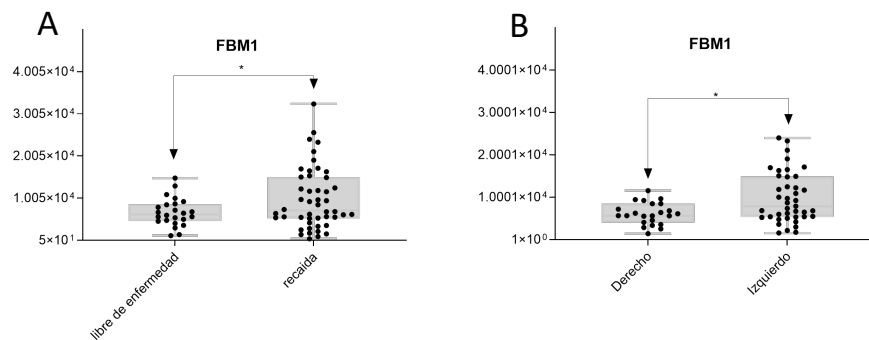 A
FBM1
*
4.005×10⁴
3.005×10⁴
2.005×10⁴
1.005×10⁴
5×10¹
libre de enfermedad
recaida
B
FBM1
*
4.0001×10⁴
3.0001×10⁴
2.0001×10⁴
1.0001×10⁴
1×10⁰
Derecho
Izquierdo